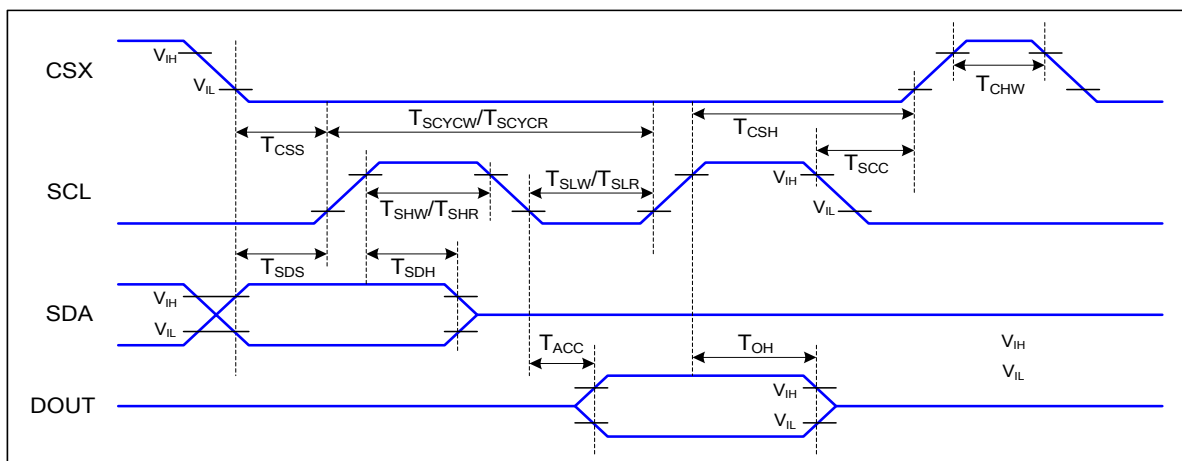 CSX
VIH
VIL
TCHW
TSCYCW/TSCYCR
TCSH
TCSS
TSCC
SCL
TSLW/TSLR
VIH
TSHW/TSHR
VIL
TSDS
TSDH
SDA
VIH
VIL
TACC
TOH
VIH
VIL
DOUT
VIH
VIL